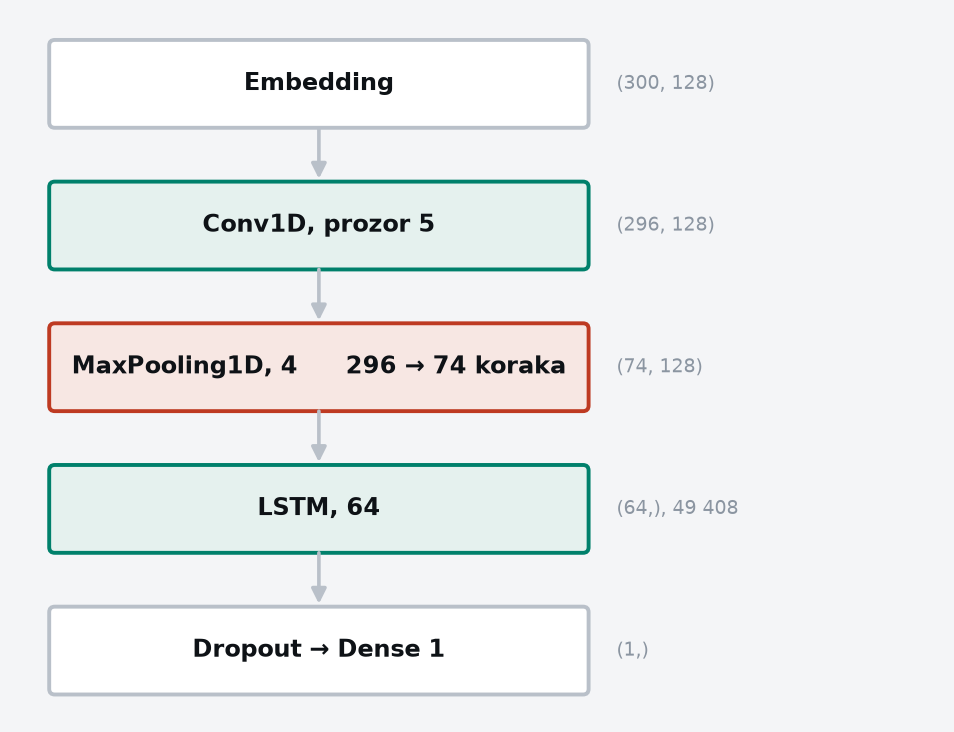 Embedding (300, 128)
Conv1D, prozor 5 (296, 128)
MaxPooling1D, 4 296 → 74 koraka (74, 128)
LSTM, 64 (64,), 49 408
Dropout → Dense 1 (1,)